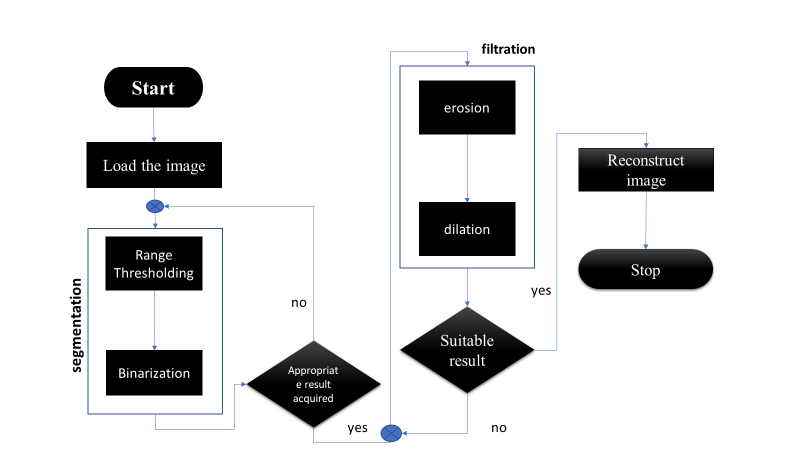 Start
Load the image
segmentation
Range
Thresholding
Binarization
no
Appropriat
e result
acquired
yes
filtration
erosion
dilation
Suitable
result
no
yes
Reconstruct
image
Stop